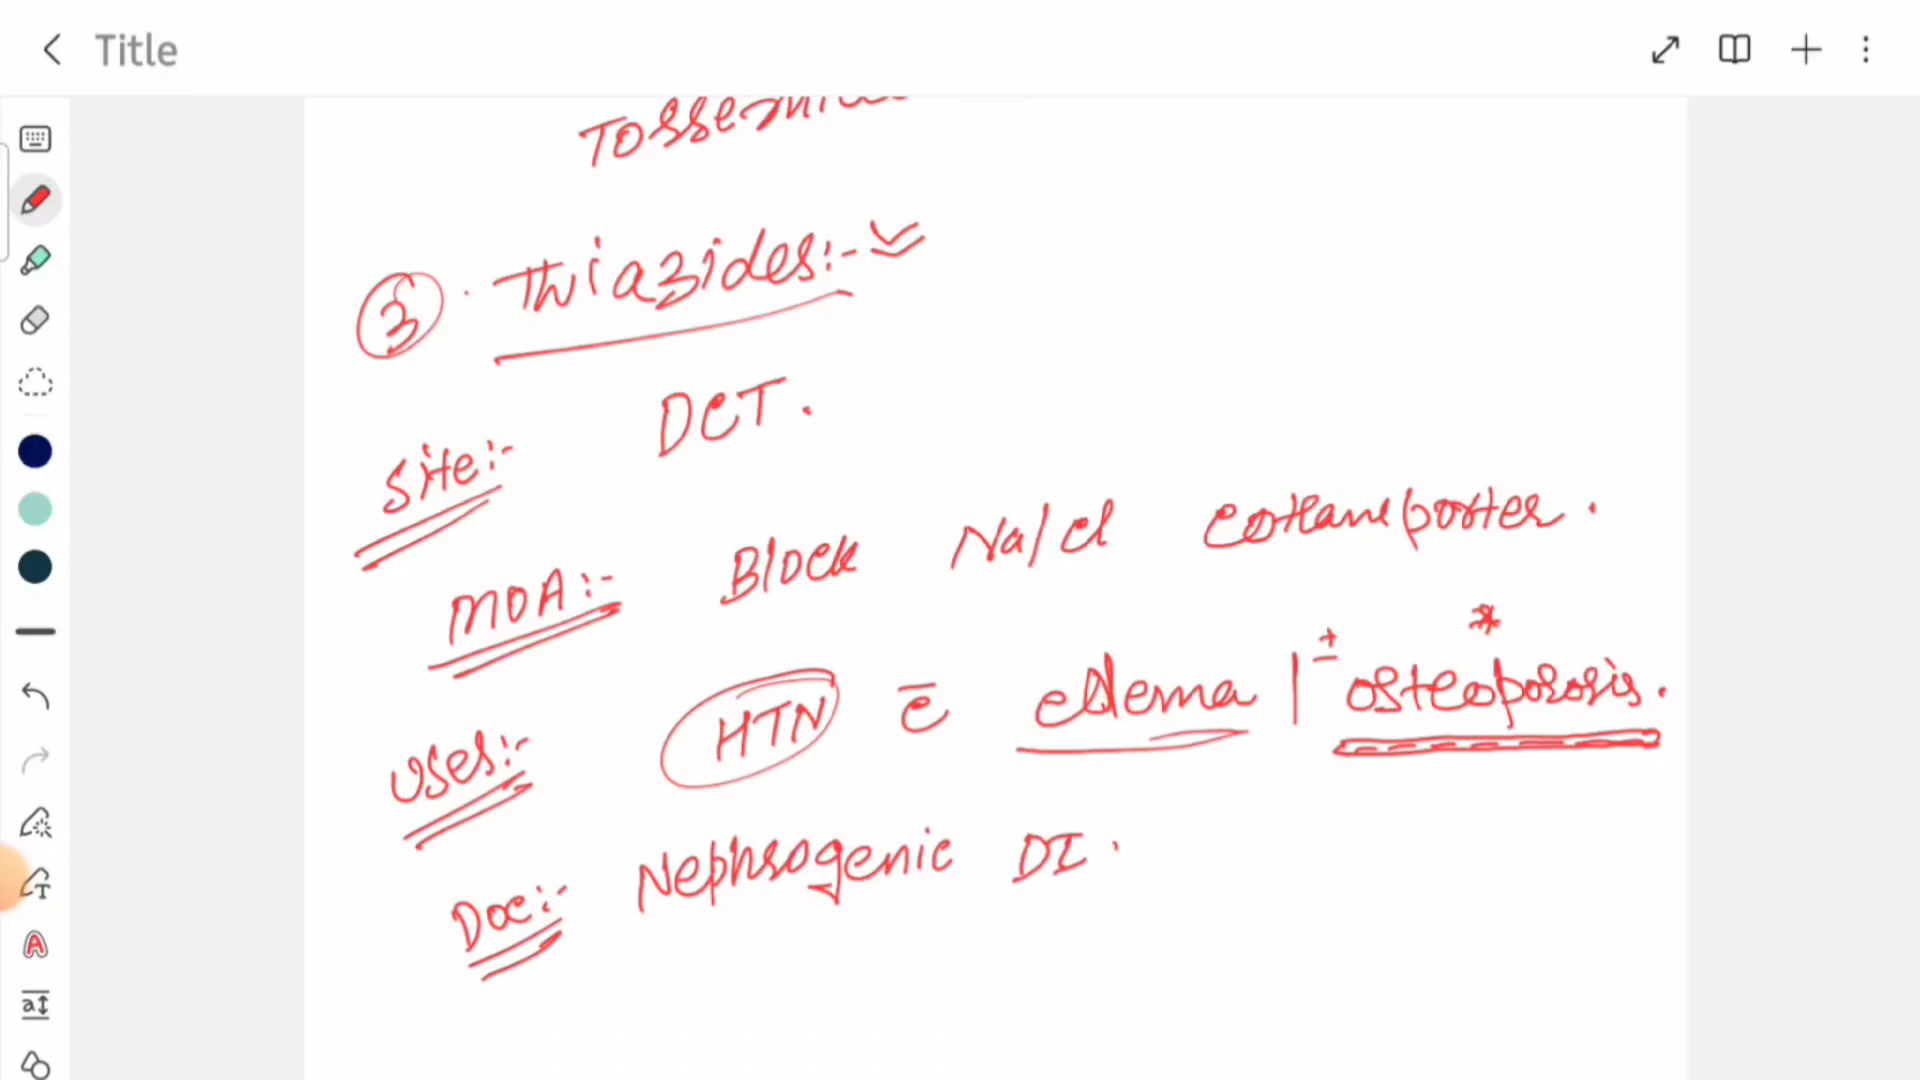 Title
③. Thiazides:-
Site:- DCT.
MOA:- Block Na/cl cotransporter.
Uses:- HTN c̄ edema | ± osteoporosis. *
Doc:- Nephrogenic DI.